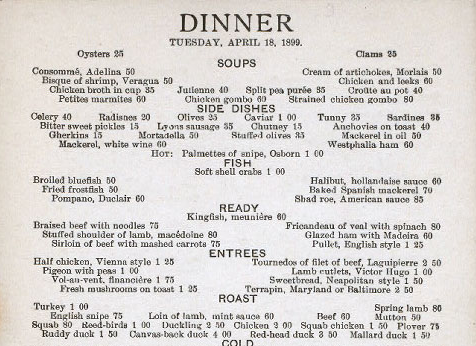 DINNER
TUESDAY, APRIL 18, 1899.
Oysters 25 Clams 25
SOUPS
Consommé, Adelina 50 Cream of artichokes, Morlais 50
Bisque of shrimp, Veragua 50 Chicken and leeks 60
Chicken broth in cup 35 Julienne 40 Split pea purée 35 Croûte au pot 40
Petites marmites 60 Chicken gombo 60 Strained chicken gombo 80
SIDE DISHES
Celery 40 Radishes 20 Olives 25 Caviar 1 00 Tunny 35 Sardines 35
Bitter sweet pickles 15 Lyons sausage 35 Chutney 15 Anchovies on toast 40
Gherkins 15 Mortadella 50 Stuffed olives 35 Mackerel in oil 50
Mackerel, white wine 60 Westphalia ham 60
Hot: Palmettes of snipe, Osborn 1 00
FISH
Soft shell crabs 1 00
Broiled bluefish 50 Halibut, hollandaise sauce 60
Fried frostfish 50 Baked Spanish mackerel 70
Pompano, Duclair 60 Shad roe, American sauce 85
READY
Kingfish, meunière 60
Braised beef with noodles 75 Fricandeau of veal with spinach 80
Stuffed shoulder of lamb, macédoine 80 Glazed ham with Madeira 60
Sirloin of beef with mashed carrots 75 Pullet, English style 1 25
ENTREES
Half chicken, Vienna style 1 25 Tournedos of filet of beef, Laguipierre 2 50
Pigeon with peas 1 00 Lamb cutlets, Victor Hugo 1 00
Vol-au-vent, financière 1 75 Sweetbread, Neapolitan style 1 50
Fresh mushrooms on toast 1 25 Terrapin, Maryland or Baltimore 2 50
ROAST
Turkey 1 00 Spring lamb 80
English snipe 75 Loin of lamb, mint sauce 60 Beef 60 Mutton 50
Squab 80 Reed-birds 1 00 Duckling 2 50 Chicken 2 00 Squab chicken 1 50 Plover 75
Ruddy duck 1 50 Canvas-back duck 4 00 Red-head duck 3 50 Mallard duck 1 50
COLD